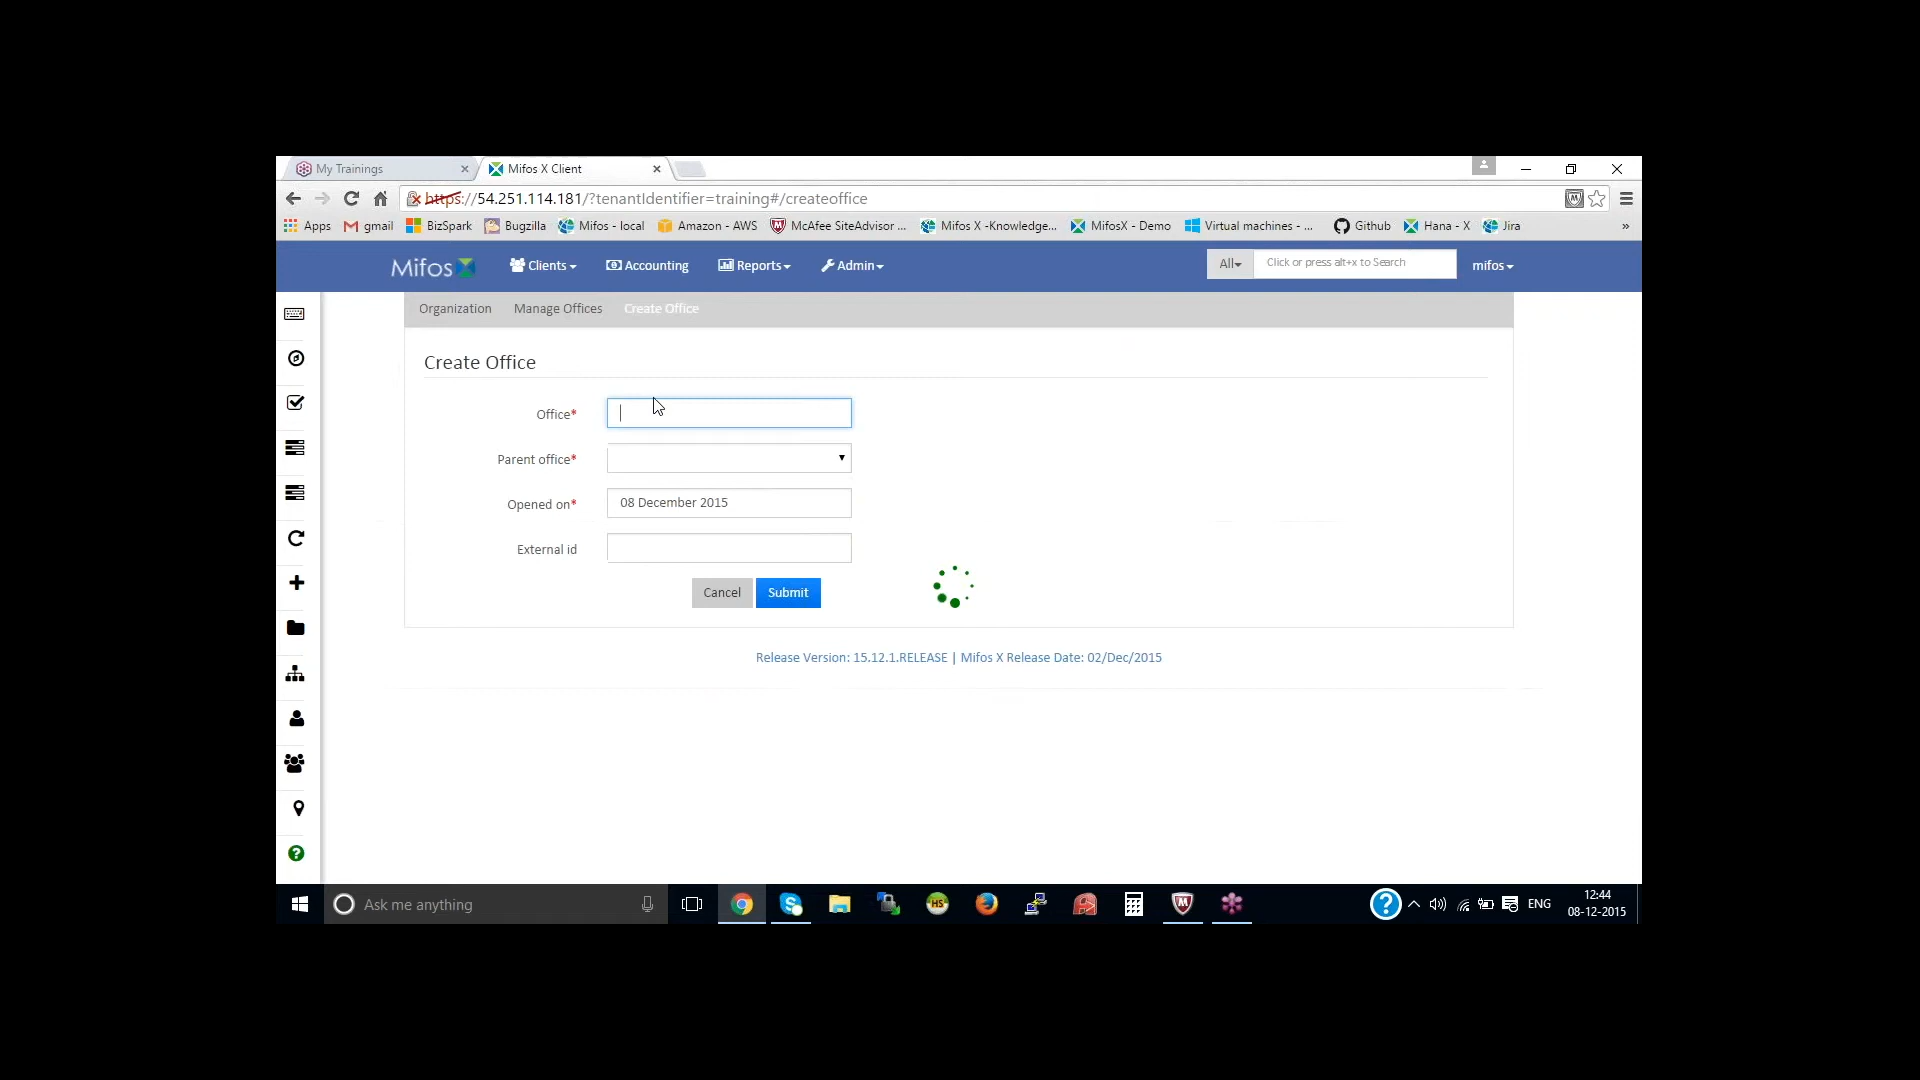 My Trainings
Mifos X Client
https://54.251.114.181/?tenantIdentifier=training#/createoffice
Apps gmail BizSpark Bugzilla Mifos - local Amazon - AWS McAfee SiteAdvisor ... Mifos X -Knowledge... MifosX - Demo Virtual machines - ... Github Hana - X Jira »
Mifos Clients Accounting Reports Admin All Click or press alt+x to Search mifos
Organization Manage Offices Create Office
Create Office
Office*
Parent office*
Opened on* 08 December 2015
External id
Cancel Submit
Release Version: 15.12.1.RELEASE | Mifos X Release Date: 02/Dec/2015
?
Ask me anything HS ? ENG 12:44
08-12-2015